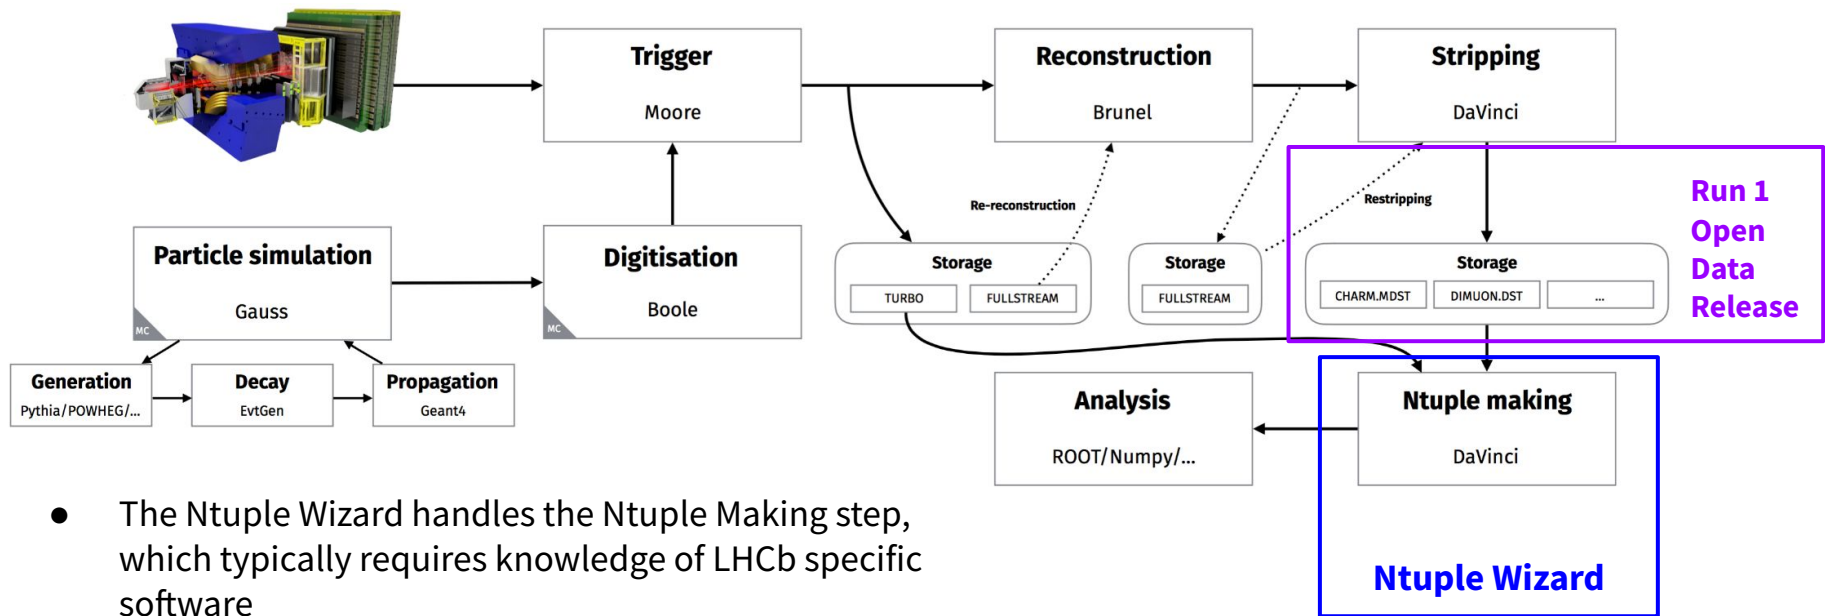 Trigger
Moore
Reconstruction
Brunel
Stripping
DaVinci
Particle simulation
Gauss
MC
Digitisation
Boole
MC
Re-reconstruction
Restripping
Storage
TURBO
FULLSTREAM
Storage
FULLSTREAM
Storage
CHARM.MDST
DIMUON.DST
...
Run 1
Open
Data
Release
Generation
Pythia/POWHEG/...
Decay
EvtGen
Propagation
Geant4
Analysis
ROOT/Numpy/...
Ntuple making
DaVinci
Ntuple Wizard
● The Ntuple Wizard handles the Ntuple Making step,
which typically requires knowledge of LHCb specific
software